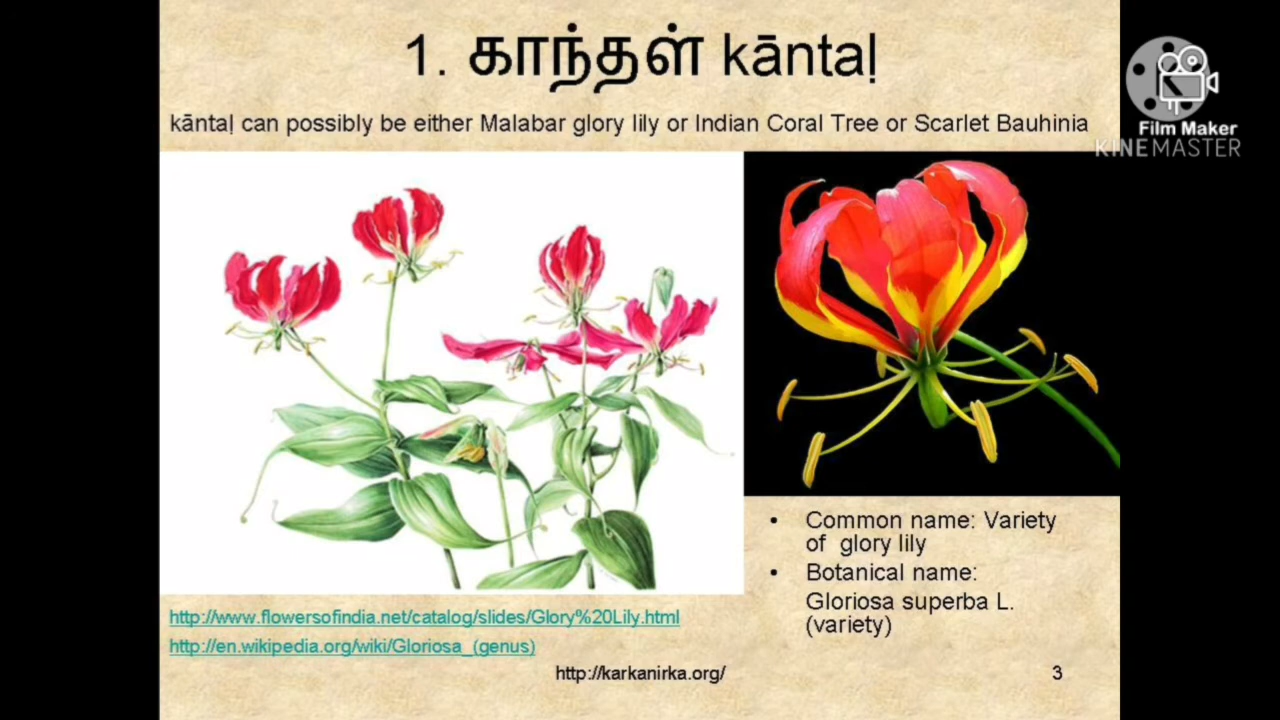 1. காந்தள் kāntaḷ
kāntaḷ can possibly be either Malabar glory lily or Indian Coral Tree or Scarlet Bauhinia
Film Maker
KINEMASTER
• Common name: Variety
of glory lily
• Botanical name:
Gloriosa superba L.
(variety)
http://www.flowersofindia.net/catalog/slides/Glory%20Lily.html
http://en.wikipedia.org/wiki/Gloriosa_(genus)
http://karkanirka.org/
3